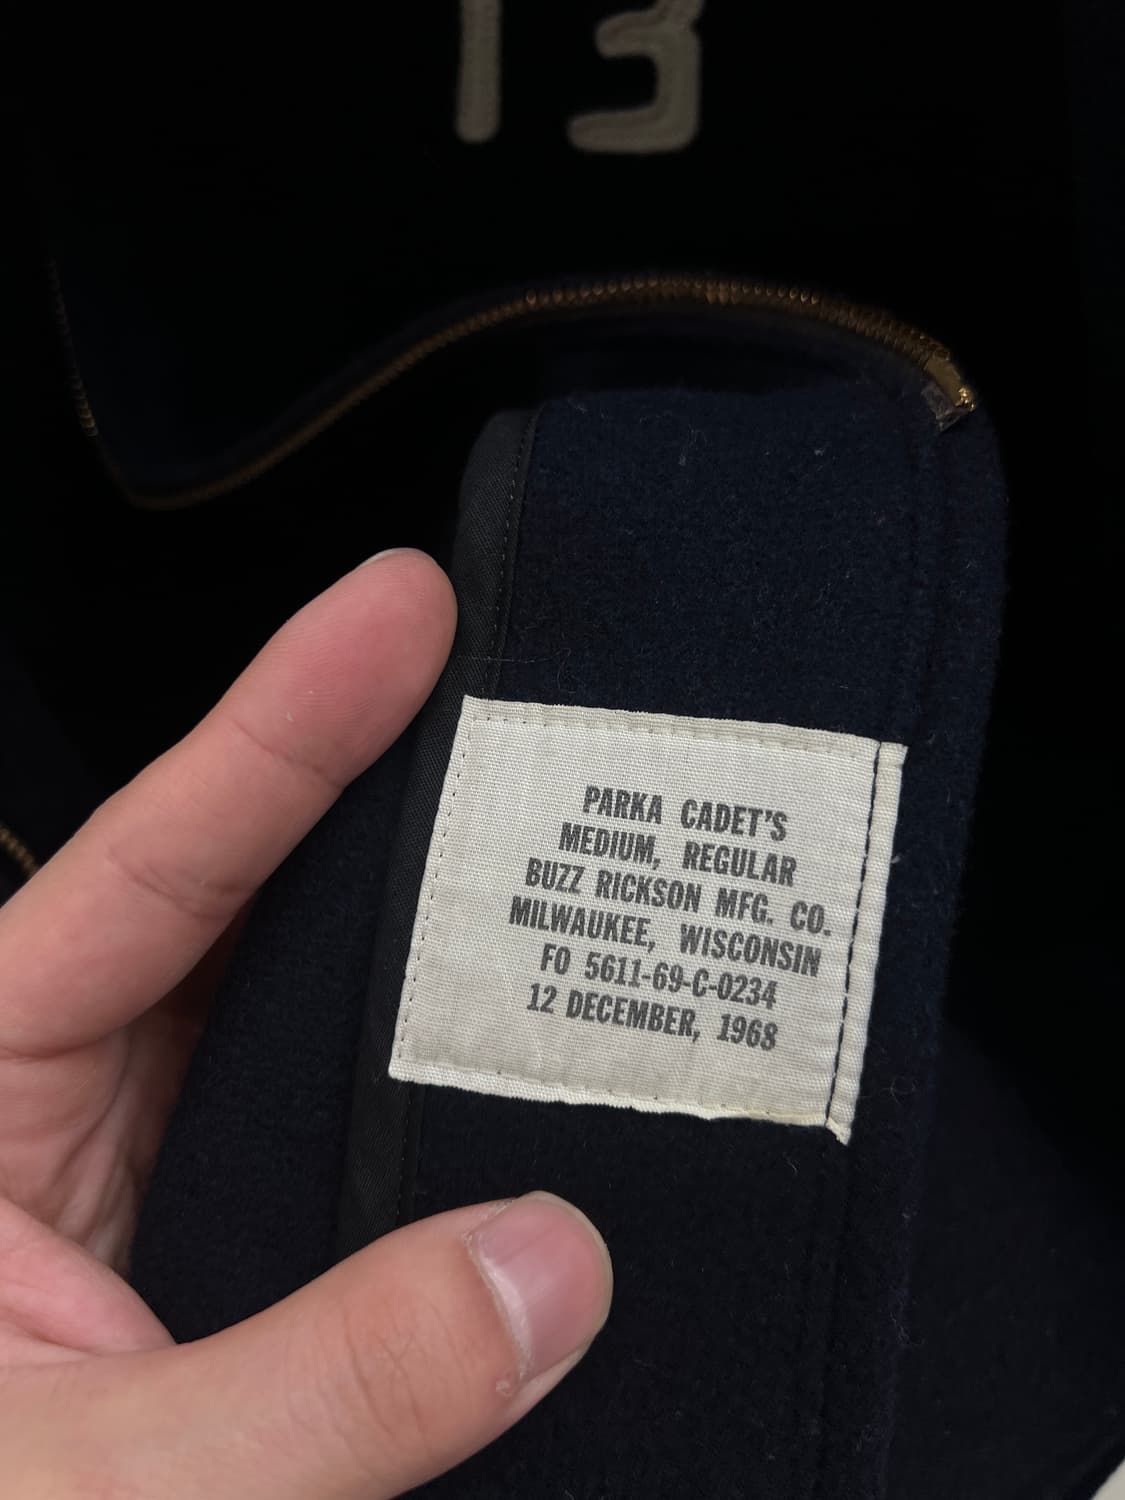 13
PARKA CADET'S
MEDIUM, REGULAR
BUZZ RICKSON MFG. CO.
MILWAUKEE, WISCONSIN
FO 5611-69-C-0234
12 DECEMBER, 1968